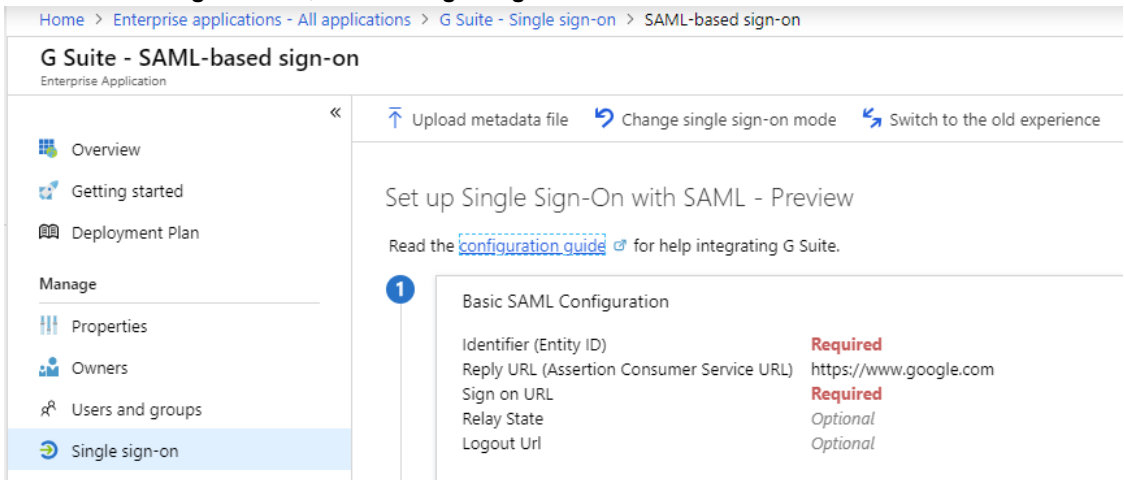 Home > Enterprise applications - All applications > G Suite - Single sign-on > SAML-based sign-on
G Suite - SAML-based sign-on
Enterprise Application
«
Overview
Getting started
Deployment Plan
Manage
Properties
Owners
Users and groups
Single sign-on
Upload metadata file Change single sign-on mode Switch to the old experience
Set up Single Sign-On with SAML - Preview
Read the configuration guide for help integrating G Suite.
1
Basic SAML Configuration
Identifier (Entity ID) Required
Reply URL (Assertion Consumer Service URL) https://www.google.com
Sign on URL Required
Relay State Optional
Logout Url Optional